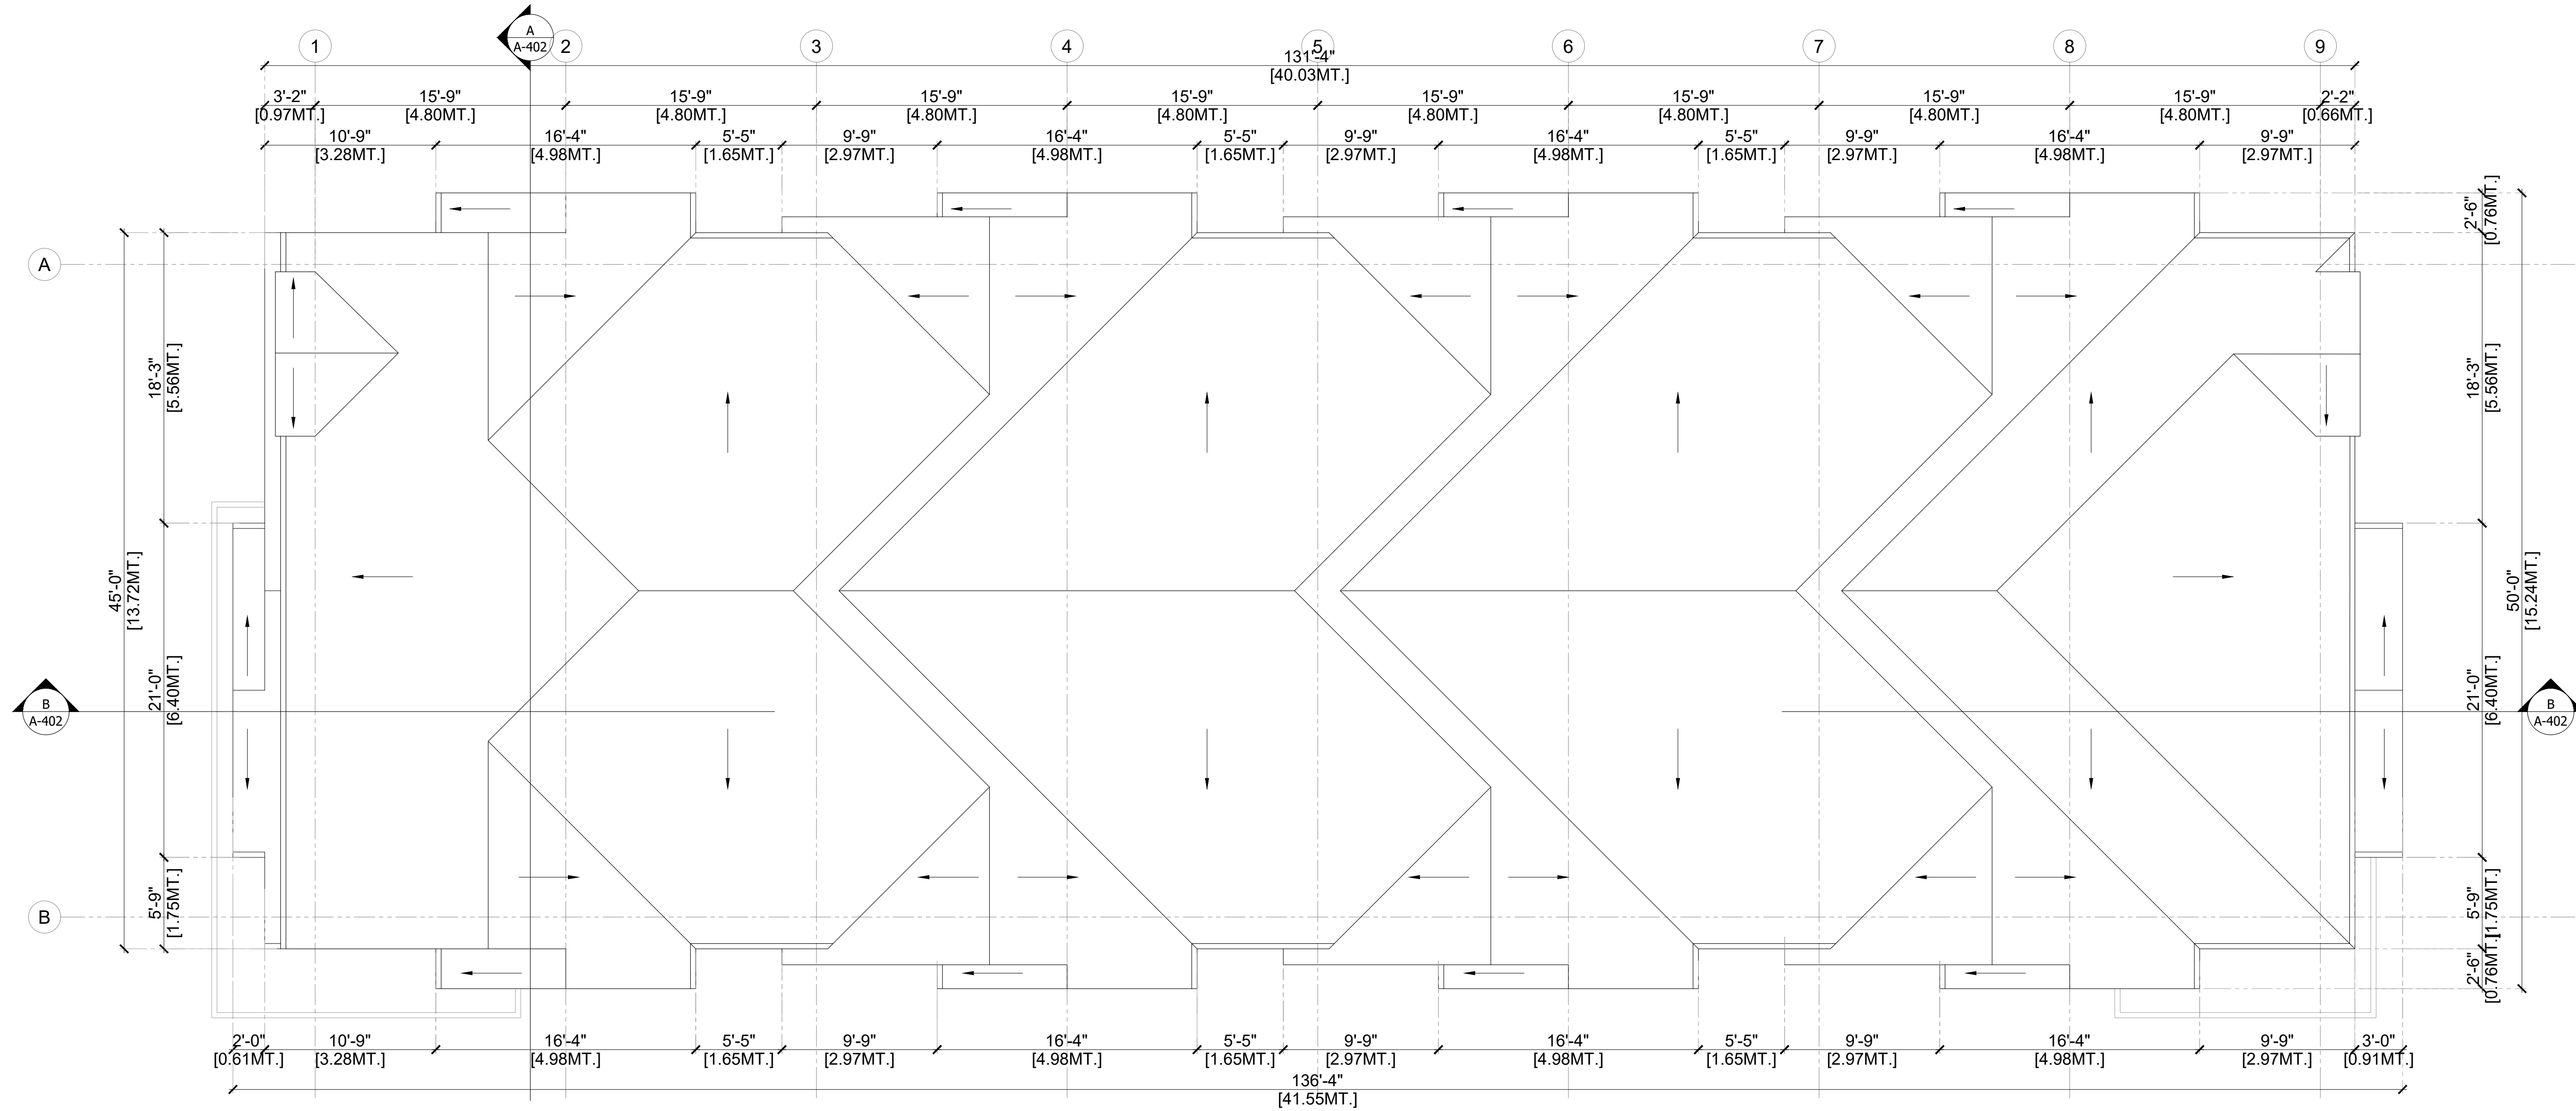 A
A-402
1
2
3
4
5
6
7
8
9
131'-4"
[40.03MT.]
3'-2"
[0.97MT.]
15'-9"
[4.80MT.]
15'-9"
[4.80MT.]
15'-9"
[4.80MT.]
15'-9"
[4.80MT.]
15'-9"
[4.80MT.]
15'-9"
[4.80MT.]
15'-9"
[4.80MT.]
15'-9"
[4.80MT.]
2'-2"
[0.66MT.]
10'-9"
[3.28MT.]
16'-4"
[4.98MT.]
5'-5"
[1.65MT.]
9'-9"
[2.97MT.]
16'-4"
[4.98MT.]
5'-5"
[1.65MT.]
9'-9"
[2.97MT.]
16'-4"
[4.98MT.]
5'-5"
[1.65MT.]
9'-9"
[2.97MT.]
16'-4"
[4.98MT.]
9'-9"
[2.97MT.]
A
B
B
A-402
45'-0"
[13.72MT.]
18'-3"
[5.56MT.]
21'-0"
[6.40MT.]
5'-9"
[1.75MT.]
2'-6"
[0.76MT.]
18'-3"
[5.56MT.]
50'-0"
[15.24MT.]
21'-0"
[6.40MT.]
5'-9"
[1.75MT.]
2'-6"
[0.76MT.]
B
A-402
2'-0"
[0.61MT.]
10'-9"
[3.28MT.]
16'-4"
[4.98MT.]
5'-5"
[1.65MT.]
9'-9"
[2.97MT.]
16'-4"
[4.98MT.]
5'-5"
[1.65MT.]
9'-9"
[2.97MT.]
16'-4"
[4.98MT.]
5'-5"
[1.65MT.]
9'-9"
[2.97MT.]
16'-4"
[4.98MT.]
9'-9"
[2.97MT.]
3'-0"
[0.91MT.]
136'-4"
[41.55MT.]